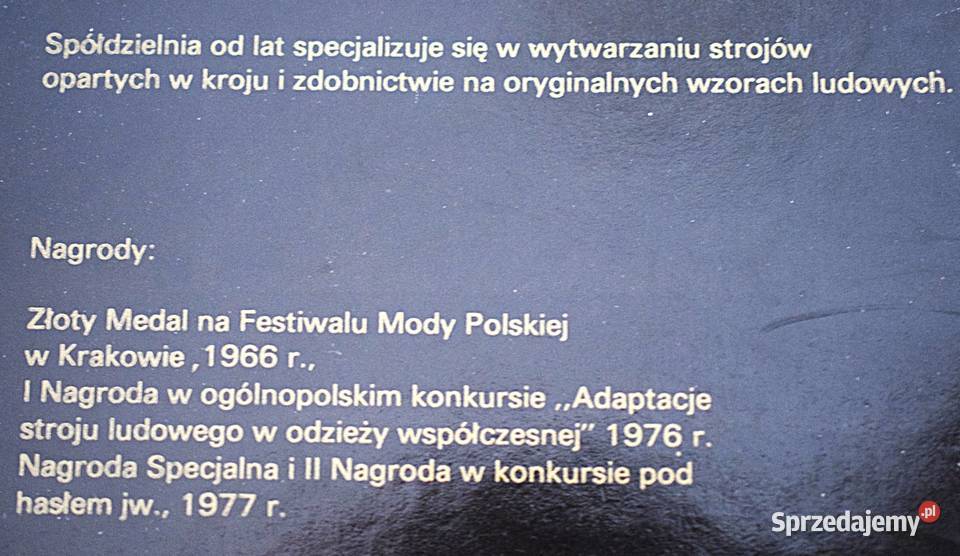 Spółdzielnia od lat specjalizuje się w wytwarzaniu strojów
opartych w kroju i zdobnictwie na oryginalnych wzorach ludowych.
Nagrody:
Złoty Medal na Festiwalu Mody Polskiej
w Krakowie ,1966 r.,
I Nagroda w ogólnopolskim konkursie ,,Adaptacje
stroju ludowego w odzieży współczesnej" 1976 r.
Nagroda Specjalna i II Nagroda w konkursie pod
hasłem jw., 1977 r.
Sprzedajemy.pl